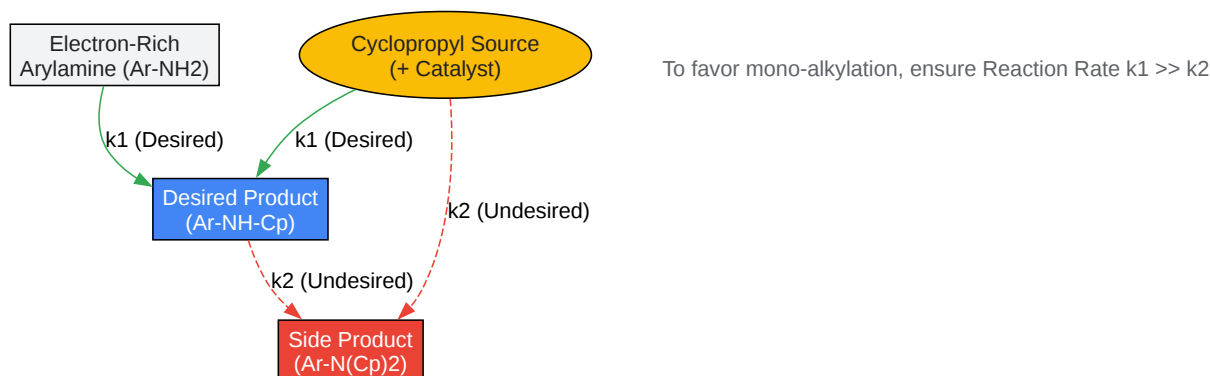 Electron-Rich
Arylamine (Ar-NH2)
Cyclopropyl Source
(+ Catalyst)
To favor mono-alkylation, ensure Reaction Rate k1 >> k2
k1 (Desired)
k1 (Desired)
Desired Product
(Ar-NH-Cp)
k2 (Undesired)
k2 (Undesired)
Side Product
(Ar-N(Cp)2)